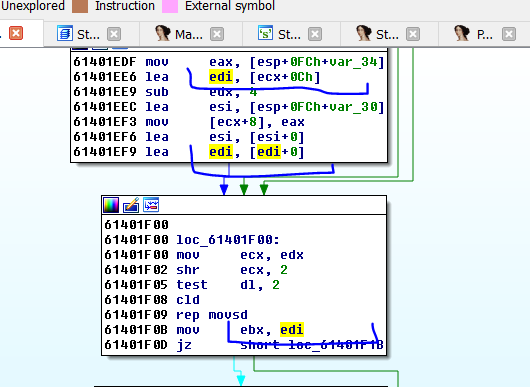 Unexplored Instruction External symbol
St... Ma... St... P...
61401EDF mov eax, [esp+0FCh+var_34]
61401EE6 lea edi, [ecx+0Ch]
61401EE9 sub edx, 4
61401EEC lea esi, [esp+0FCh+var_30]
61401EF3 mov [ecx+8], eax
61401EF6 lea esi, [esi+0]
61401EF9 lea edi, [edi+0]
61401F00
61401F00 loc_61401F00:
61401F00 mov ecx, edx
61401F02 shr ecx, 2
61401F05 test dl, 2
61401F08 cld
61401F09 rep movsd
61401F0B mov ebx, edi
61401F0D jz short loc_61401F1B